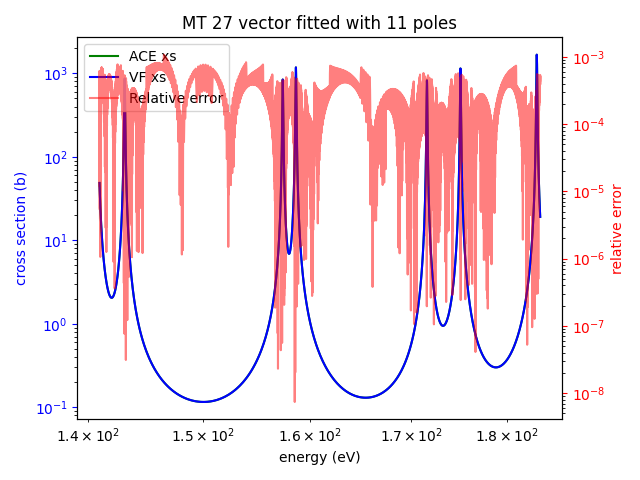 MT 27 vector fitted with 11 poles
ACE xs
VF xs
Relative error
cross section (b)
10³
10²
10¹
10⁰
10⁻¹
10⁻³
10⁻⁴
10⁻⁵
10⁻⁶
10⁻⁷
10⁻⁸
relative error
1.4 × 10² 1.5 × 10² 1.6 × 10² 1.7 × 10² 1.8 × 10²
energy (eV)